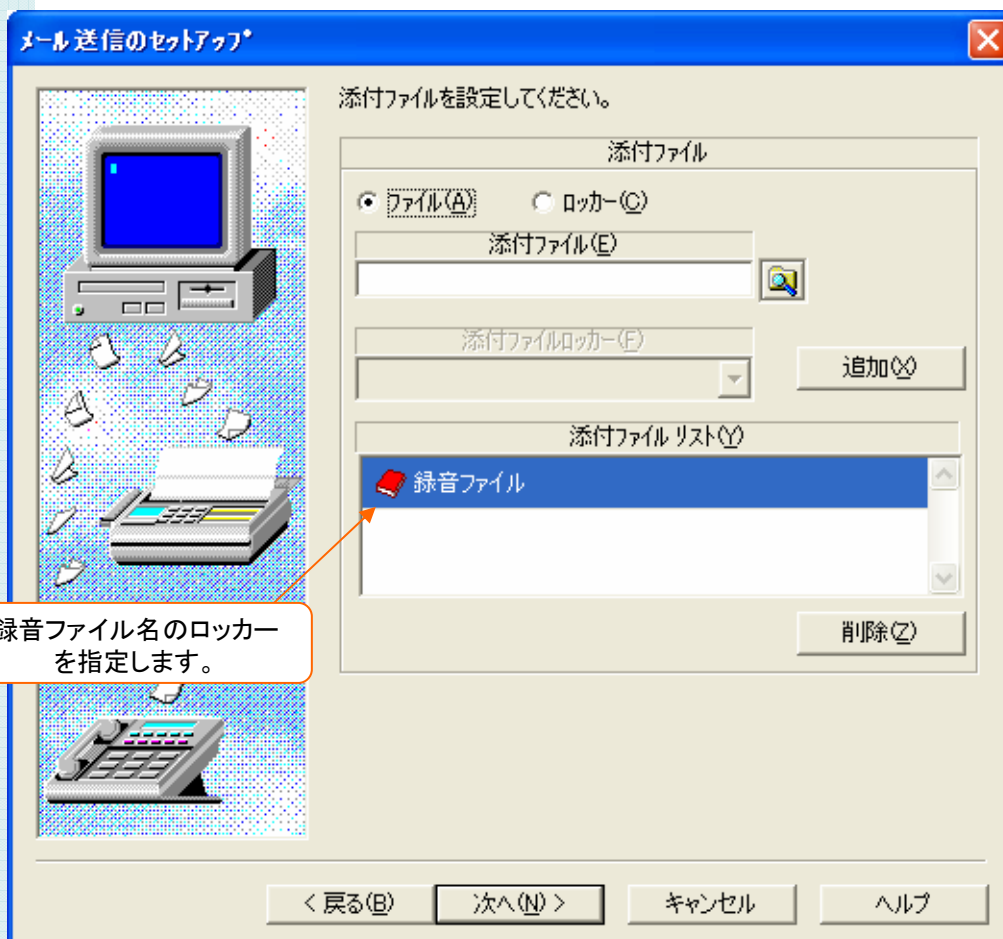 メール送信のセットアップ
添付ファイルを設定してください。
添付ファイル
ファイル(A)
ロッカー(C)
添付ファイル(E)
添付ファイルロッカー(F)
追加(X)
添付ファイル リスト(Y)
録音ファイル
録音ファイル名のロッカー
を指定します。
削除(Z)
< 戻る(B)
次へ(N) >
キャンセル
ヘルプ